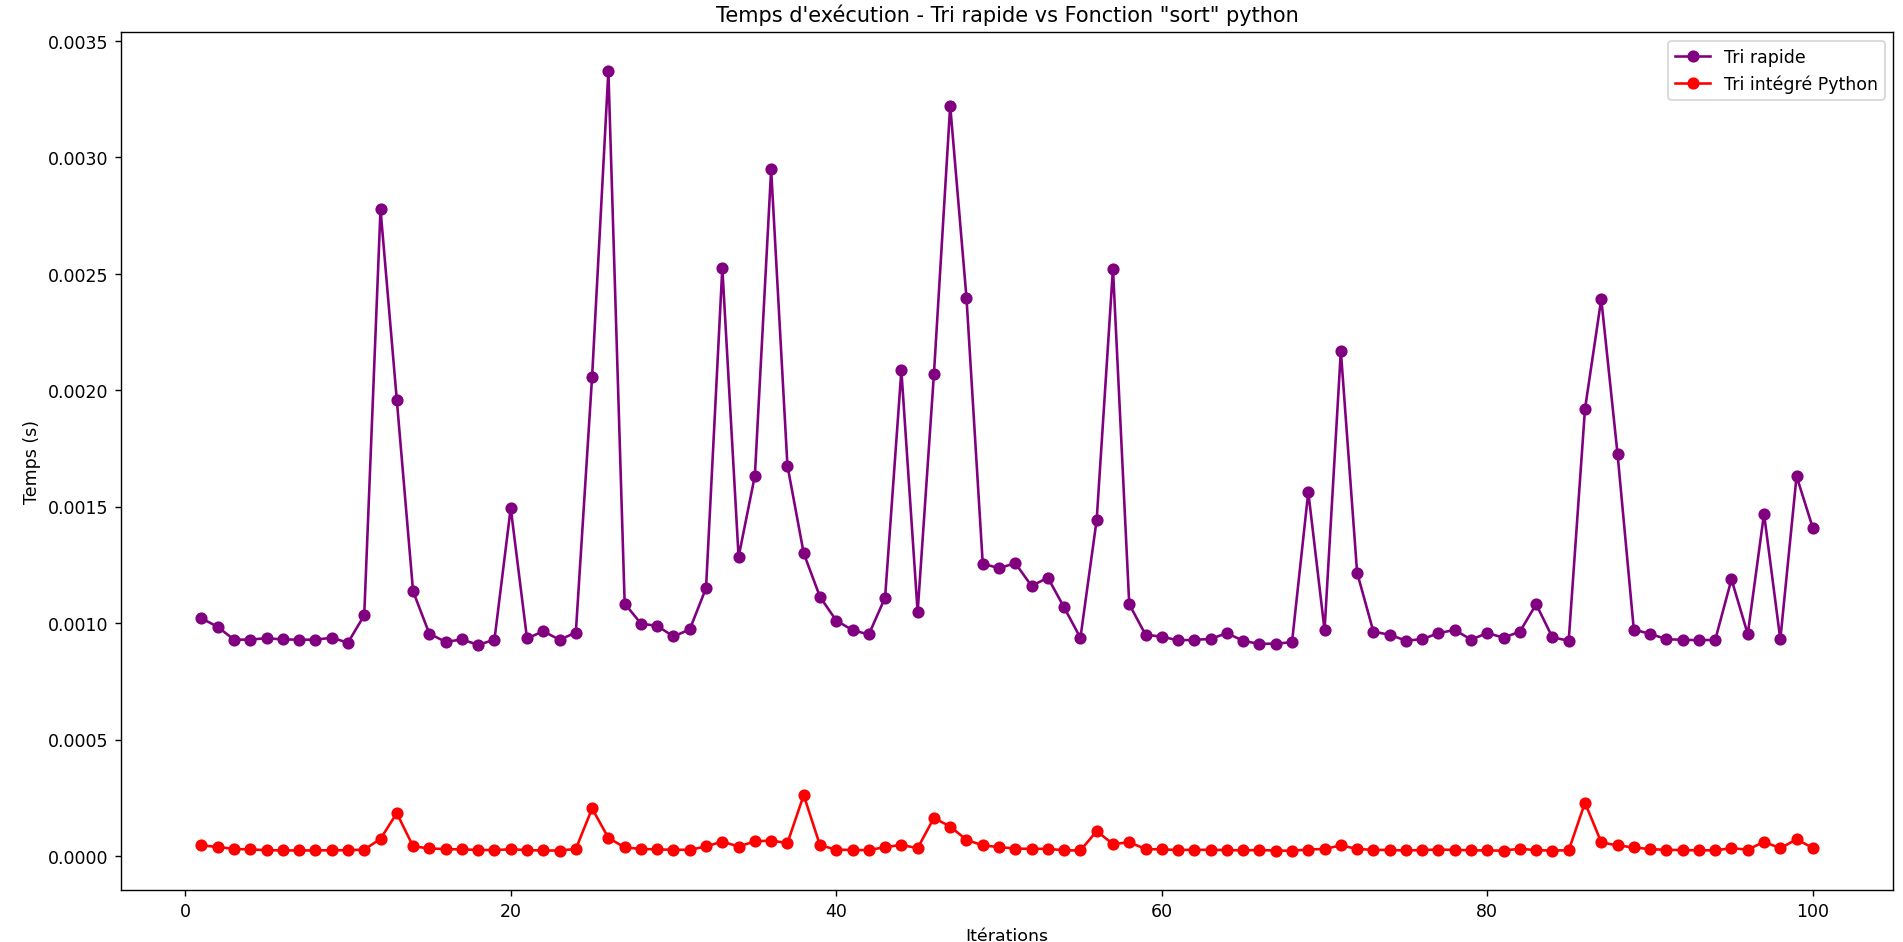 Temps d'exécution - Tri rapide vs Fonction "sort" python
Tri rapide
Tri intégré Python
Temps (s)
0.0035
0.0030
0.0025
0.0020
0.0015
0.0010
0.0005
0.0000
0 20 40 60 80 100
Itérations